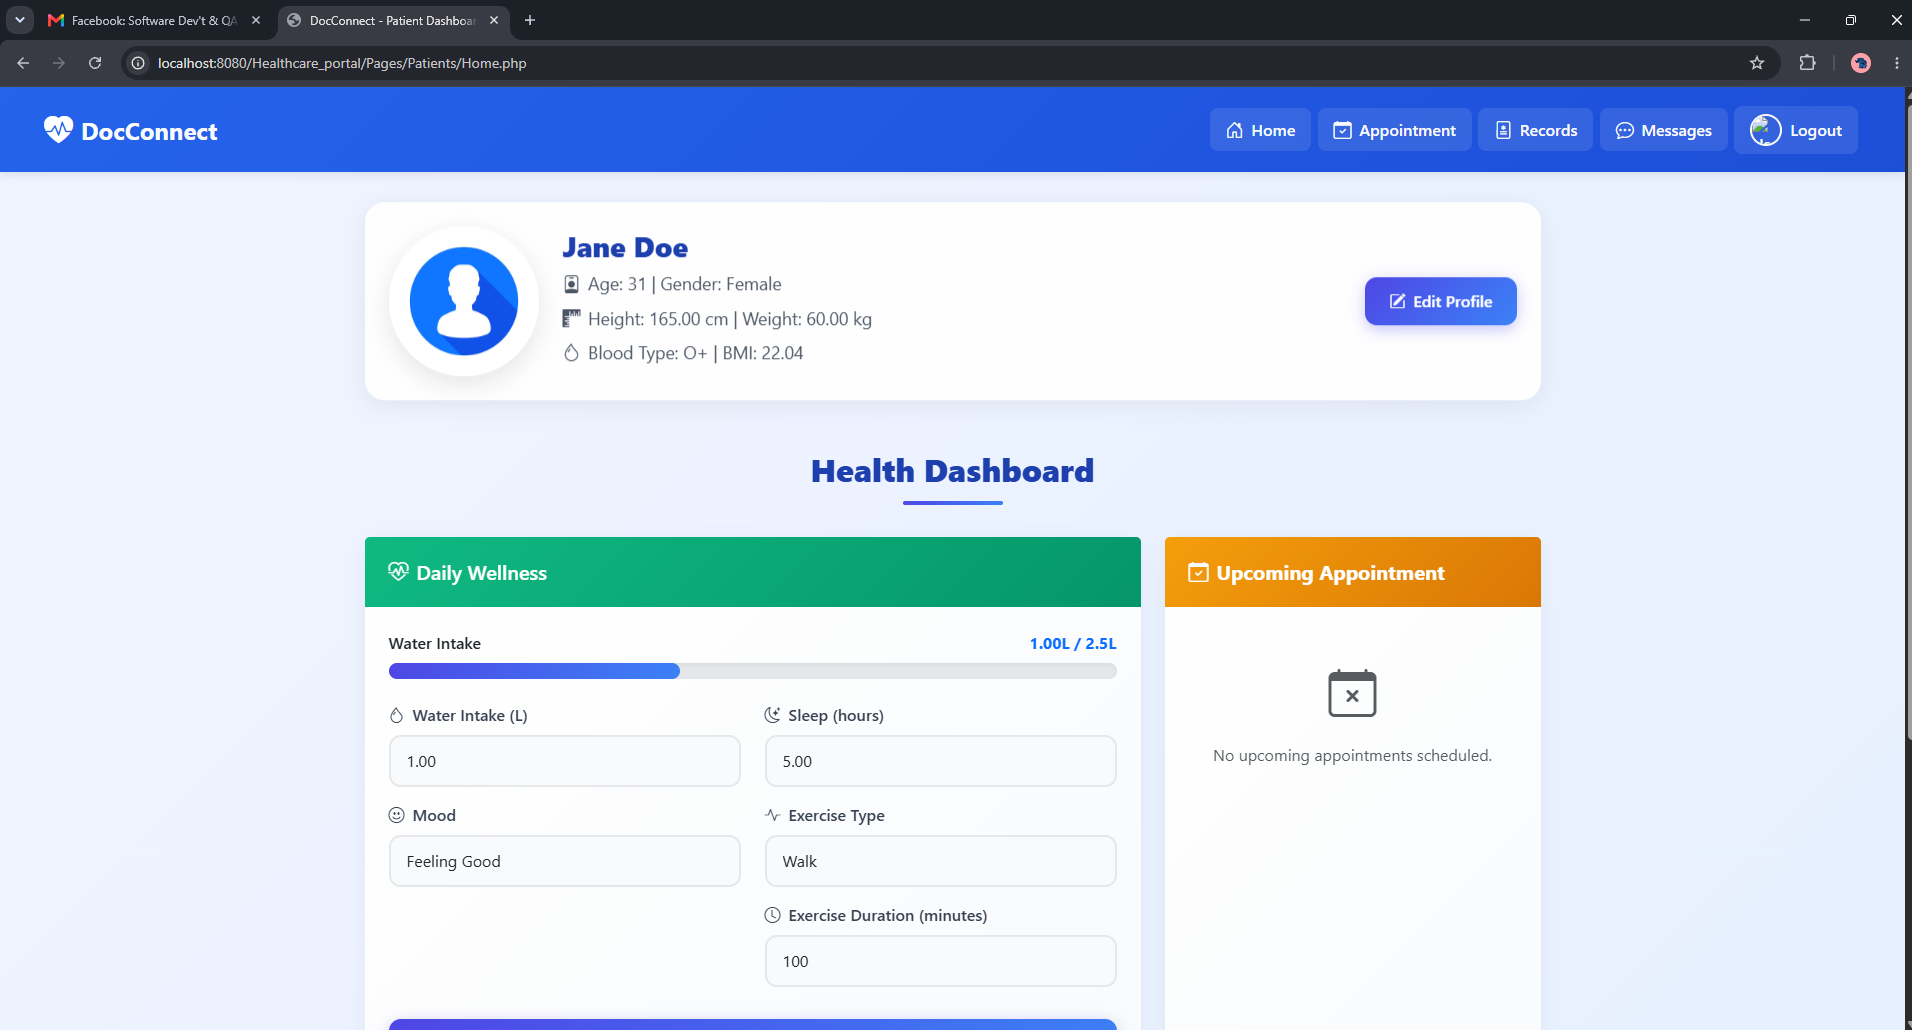 Facebook: Software Dev't & QA
DocConnect - Patient Dashboar
localhost:8080/Healthcare_portal/Pages/Patients/Home.php
DocConnect
Home
Appointment
Records
Messages
Logout
Jane Doe
Age: 31 | Gender: Female
Height: 165.00 cm | Weight: 60.00 kg
Blood Type: O+ | BMI: 22.04
Edit Profile
Health Dashboard
Daily Wellness
Upcoming Appointment
Water Intake
1.00L / 2.5L
Water Intake (L)
Sleep (hours)
1.00
5.00
Mood
Exercise Type
Feeling Good
Walk
Exercise Duration (minutes)
100
No upcoming appointments scheduled.